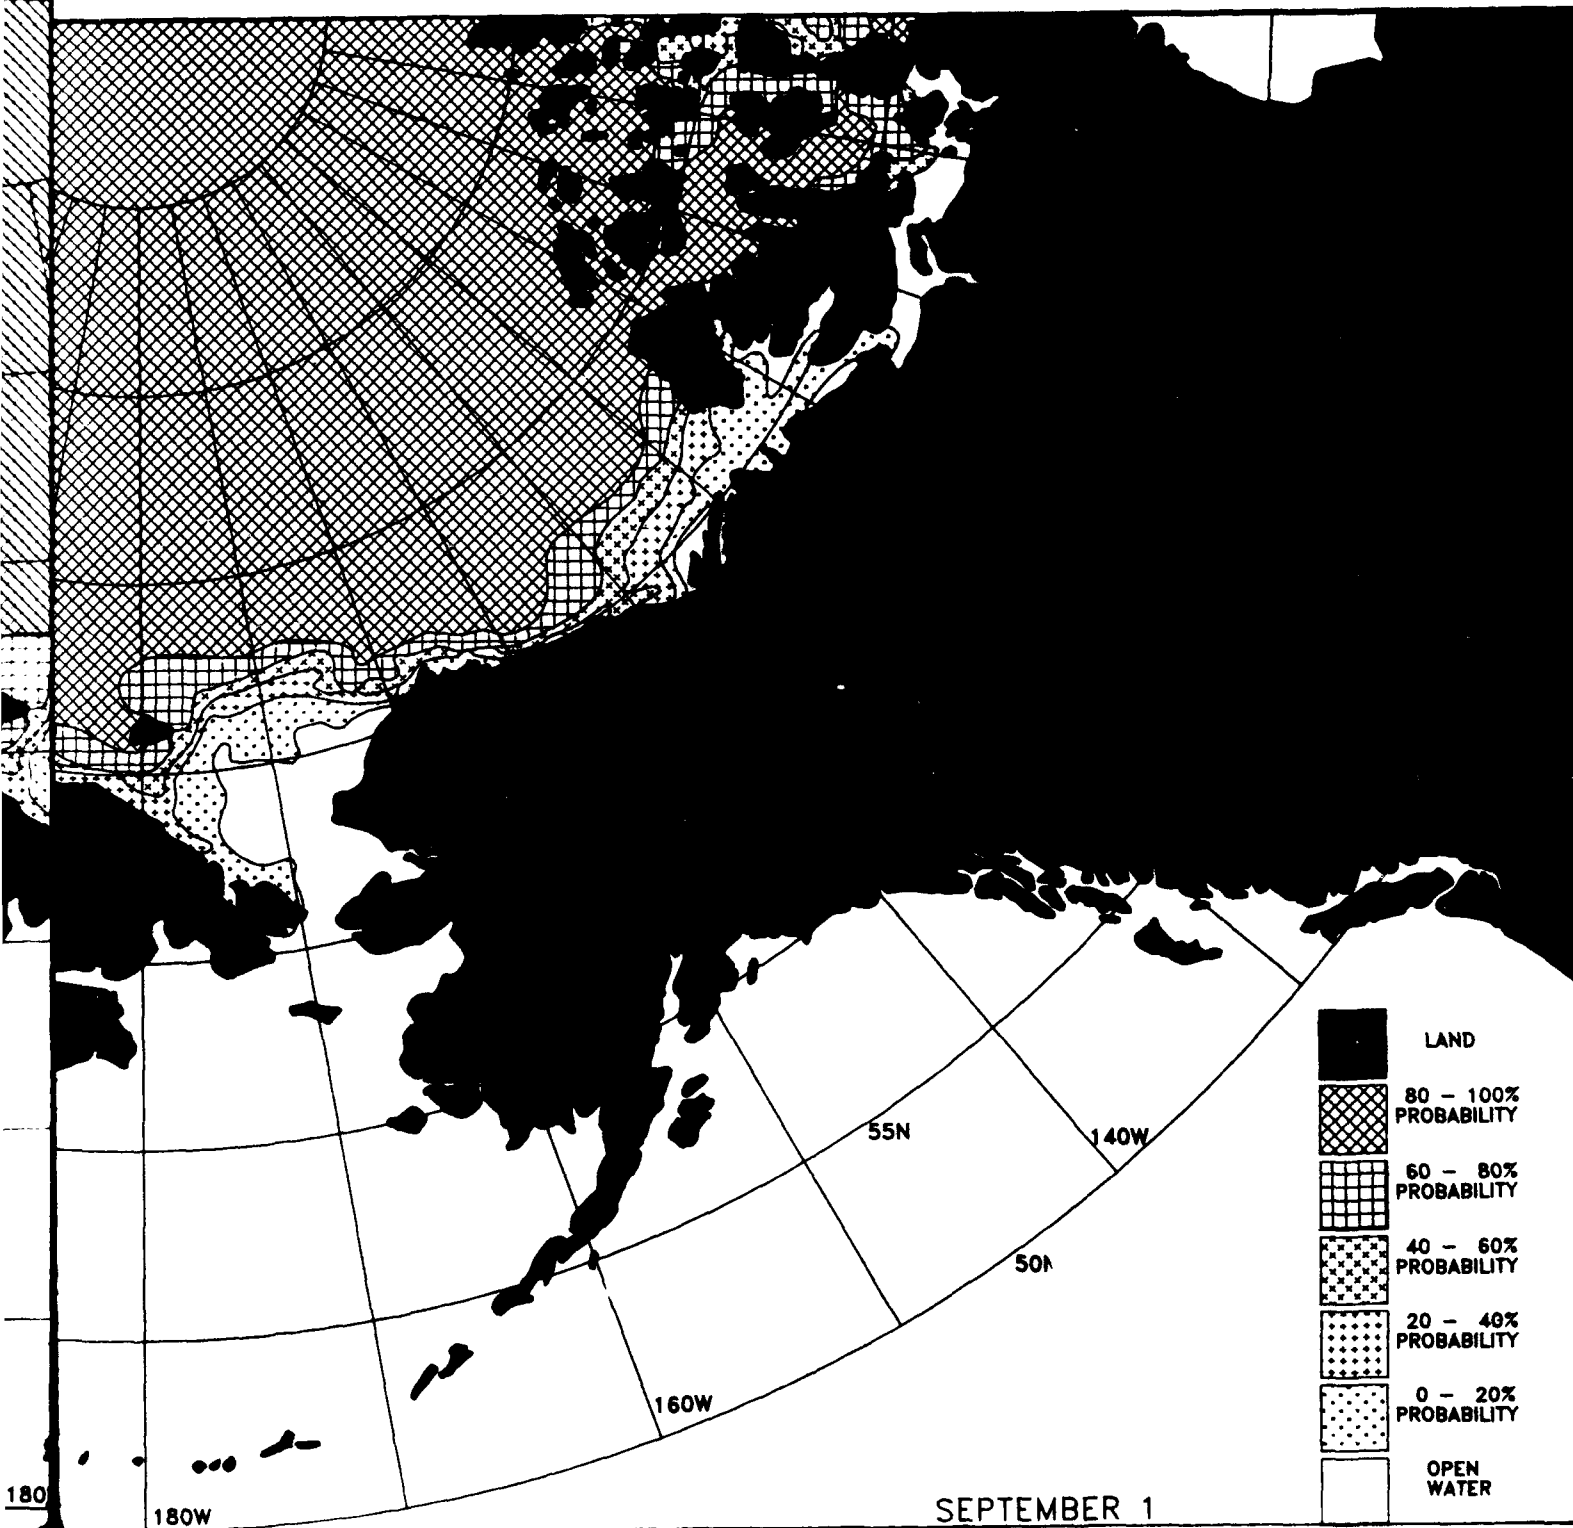 LAND
80 - 100%
PROBABILITY
60 - 80%
PROBABILITY
40 - 60%
PROBABILITY
20 - 40%
PROBABILITY
0 - 20%
PROBABILITY
OPEN
WATER
55N
140W
50N
160W
180
180W
SEPTEMBER 1